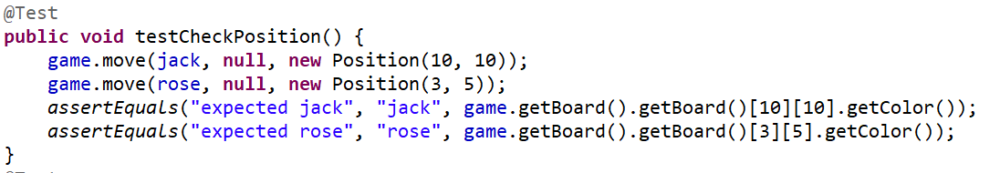 @Test
public void testCheckPosition() {
    game.move(jack, null, new Position(10, 10));
    game.move(rose, null, new Position(3, 5));
    assertEquals("expected jack", "jack", game.getBoard().getBoard()[10][10].getColor());
    assertEquals("expected rose", "rose", game.getBoard().getBoard()[3][5].getColor());
}